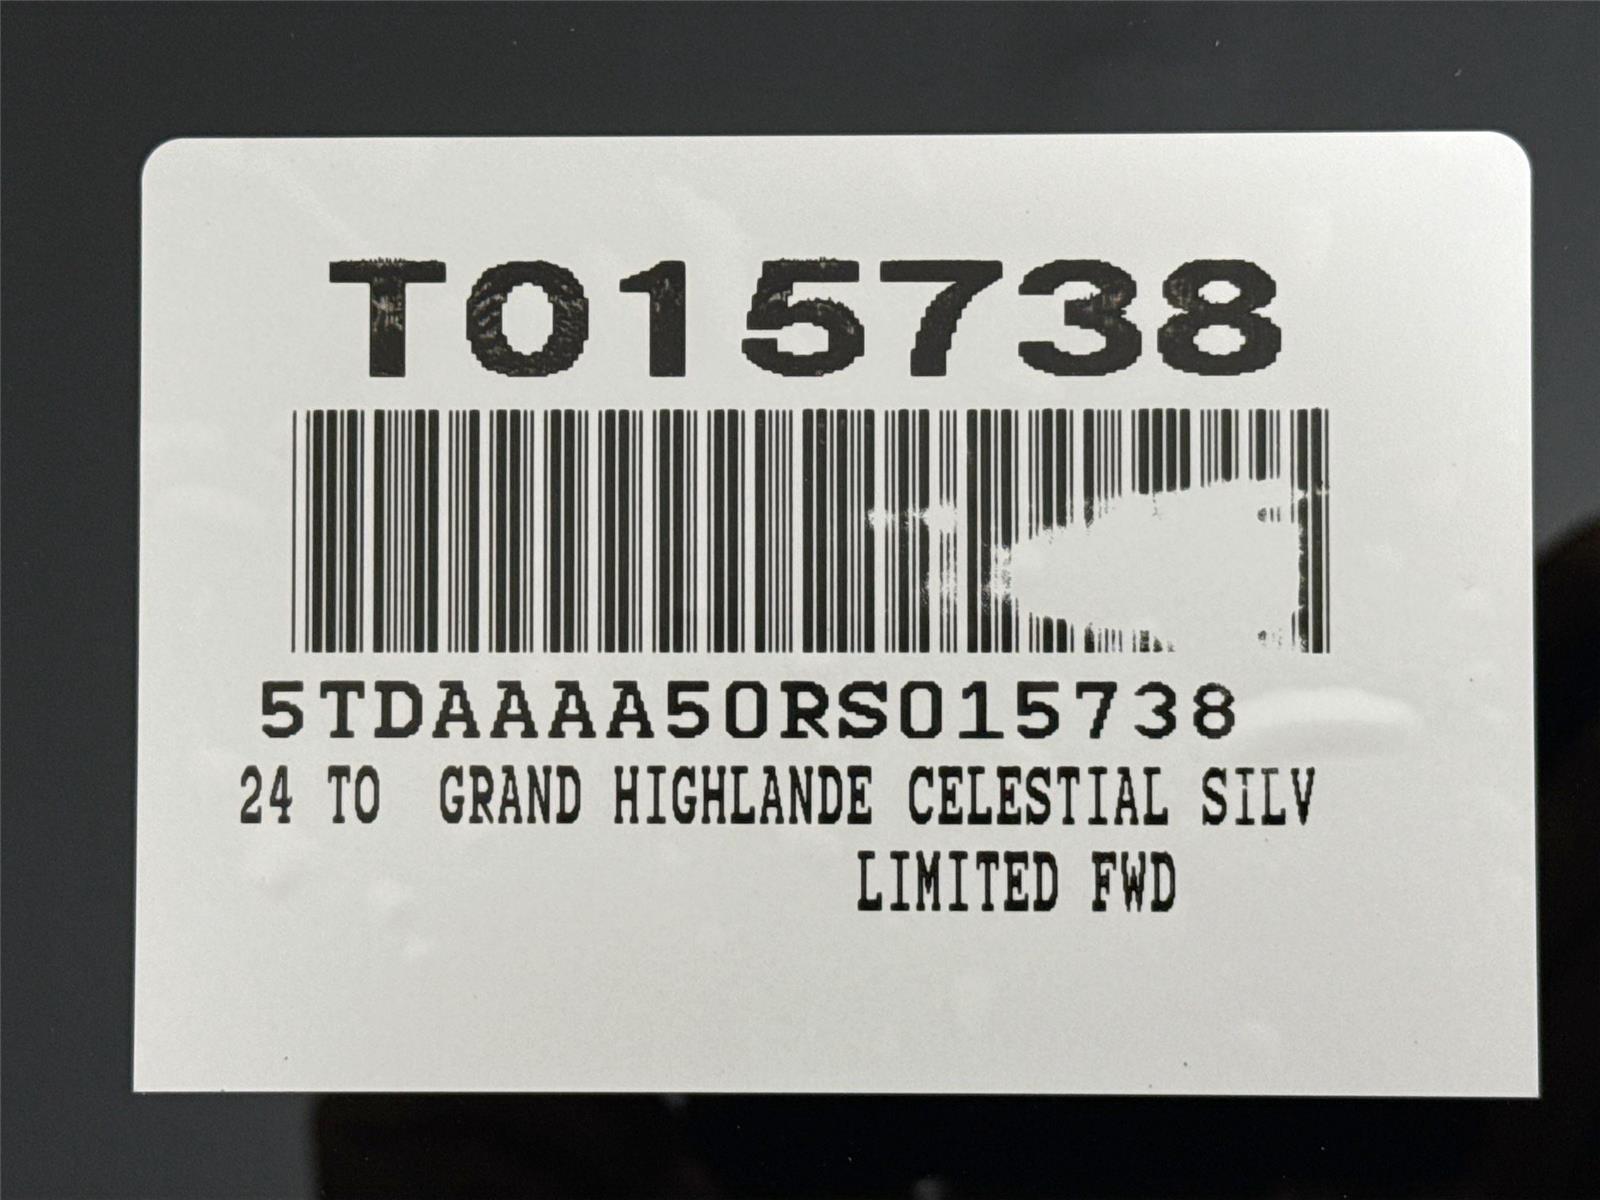 T015738
5TDAAAA50RS015738
24 TO GRAND HIGHLANDE CELESTIAL SILV
LIMITED FWD